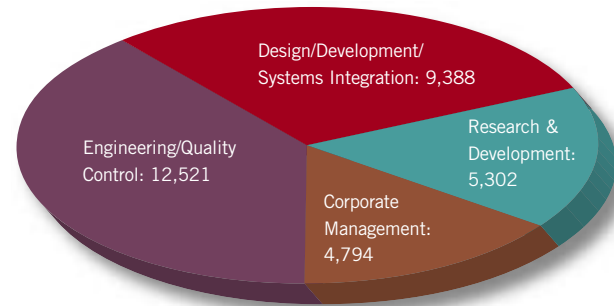 Design/Development/
Systems Integration: 9,388
Engineering/Quality
Control: 12,521
Research &
Development:
5,302
Corporate
Management:
4,794